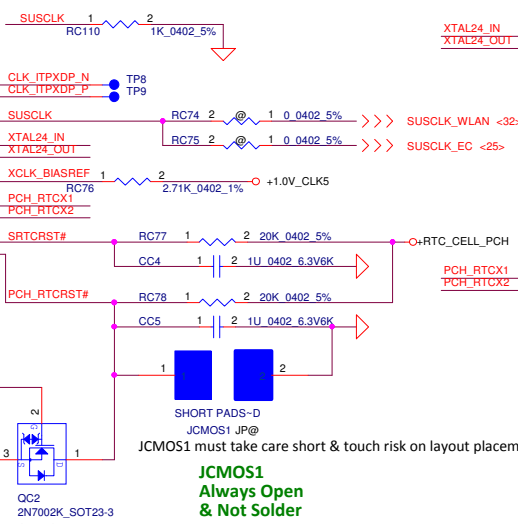 SUSCLK 1 2
RC110 1K_0402_5%
XTAL24_IN
XTAL24_OUT
CLK_ITPXDP_N TP8
CLK_ITPXDP_P TP9
SUSCLK RC74 2 @ 1 0_0402_5% SUSCLK_WLAN <32>
RC75 2 @ 1 0_0402_5% SUSCLK_EC <25>
XTAL24_IN
XTAL24_OUT
XCLK_BIASREF 1 2 +1.0V_CLK5
RC76 2.71K_0402_1%
PCH_RTCX1
PCH_RTCX2
SRTCRST# RC77 1 2 20K_0402_5% +RTC_CELL_PCH
CC4 1 2 1U_0402_6.3V6K
PCH_RTCX1
PCH_RTCX2
PCH_RTCRST# RC78 1 2 20K_0402_5%
CC5 1 2 1U_0402_6.3V6K
1 1 2 2
SHORT PADS~D
JCMOS1 JP@
JCMOS1 must take care short & touch risk on layout placem
2
G
3 S D 1
QC2
2N7002K_SOT23-3
JCMOS1
Always Open
& Not Solder